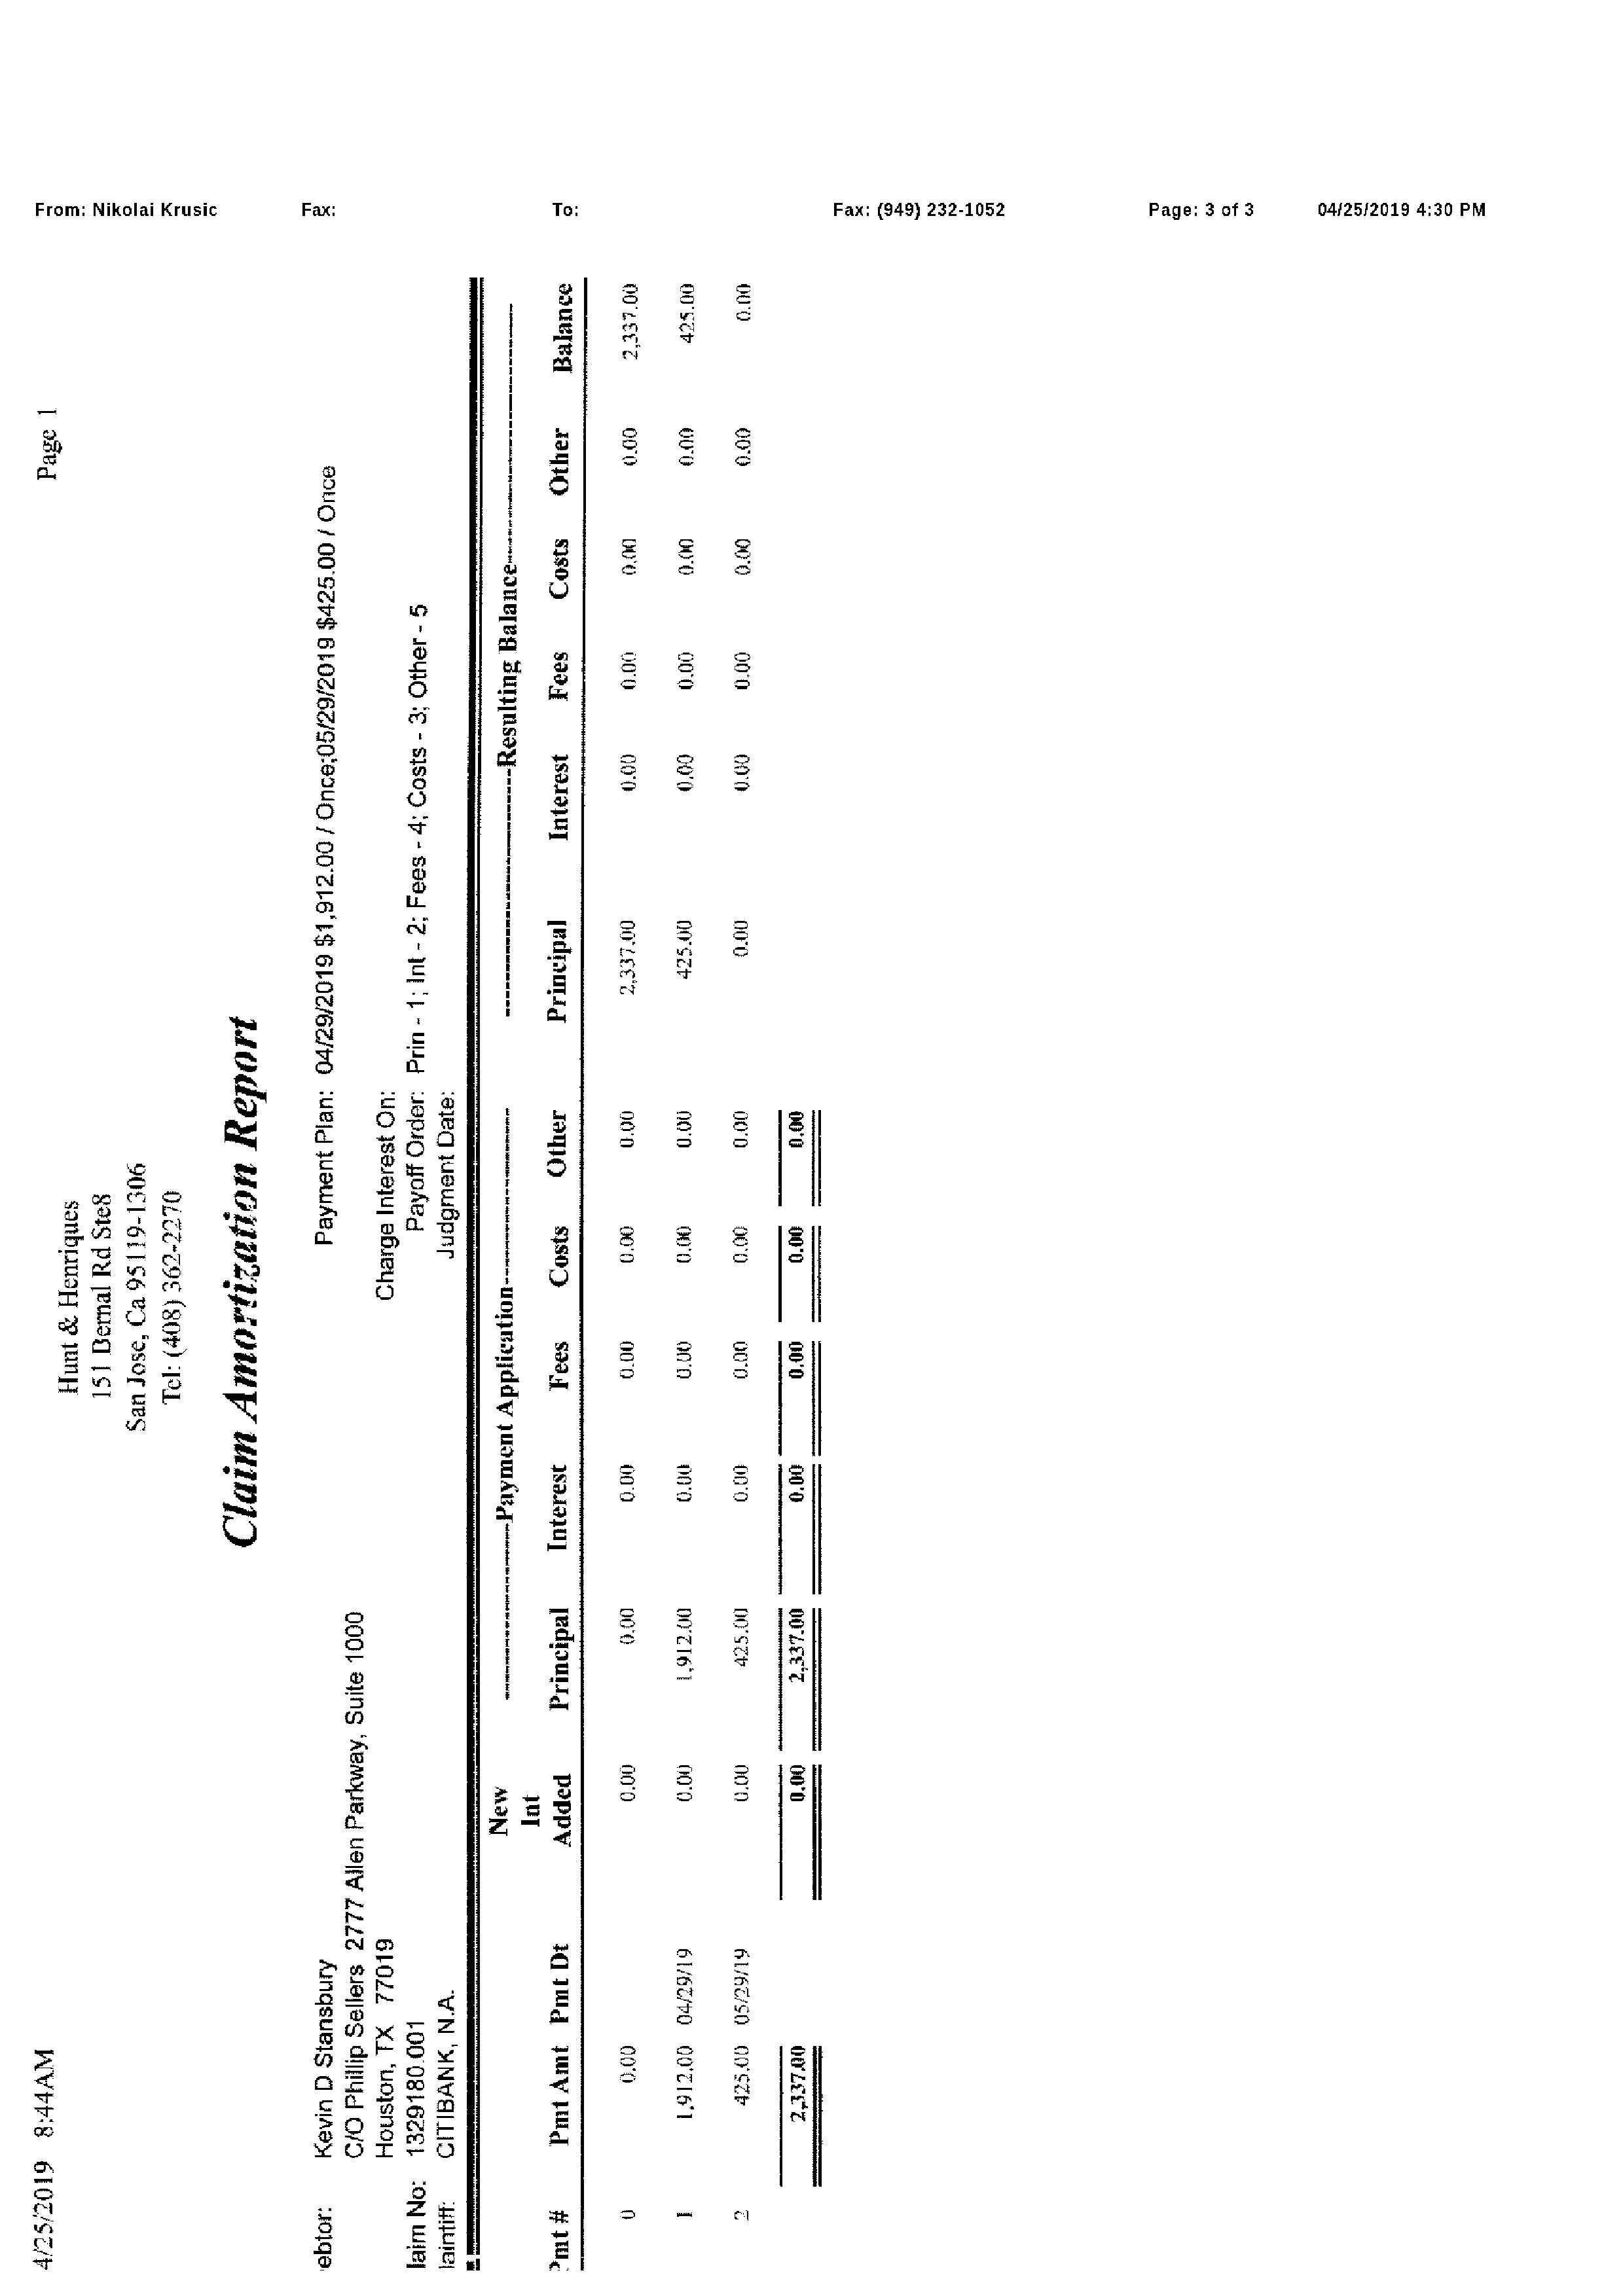 From: Nikolai Krusic Fax: To: Fax: (949) 232-1052 Page: 3 of 3 04/25/2019 4:30 PM
4/25/2019 8:44AM Page 1
Hunt & Henriques
151 Bernal Rd Ste8
San Jose, Ca 95119-1306
Tel: (408) 362-2270
Claim Amortization Report
ebtor: Kevin D Stansbury Payment Plan: 04/29/2019 $1,912.00 / Once;05/29/2019 $425.00 / Once
C/O Phillip Sellers 2777 Allen Parkway, Suite 1000
Houston, TX 77019 Charge Interest On:
laim No: 1329180.001 Payoff Order: Prin - 1; Int - 2; Fees - 4; Costs - 3; Other - 5
laintiff: CITIBANK, N.A. Judgment Date:
New ----Payment Application---- ----Resulting Balance----
Int
Pmt # Pmt Amt Pmt Dt Added Principal Interest Fees Costs Other Principal Interest Fees Costs Other Balance
0 0.00 0.00 0.00 0.00 0.00 0.00 0.00 2,337.00 0.00 0.00 0.00 0.00 2,337.00
1 1,912.00 04/29/19 0.00 1,912.00 0.00 0.00 0.00 0.00 425.00 0.00 0.00 0.00 0.00 425.00
2 425.00 05/29/19 0.00 425.00 0.00 0.00 0.00 0.00 0.00 0.00 0.00 0.00 0.00 0.00
2,337.00 0.00 2,337.00 0.00 0.00 0.00 0.00